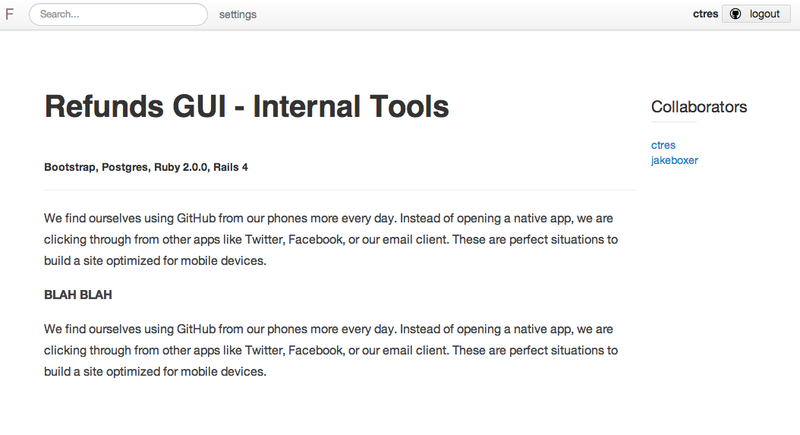 F Search... settings ctres logout
Refunds GUI - Internal Tools
Bootstrap, Postgres, Ruby 2.0.0, Rails 4
We find ourselves using GitHub from our phones more every day. Instead of opening a native app, we are
clicking through from other apps like Twitter, Facebook, or our email client. These are perfect situations to
build a site optimized for mobile devices.
BLAH BLAH
We find ourselves using GitHub from our phones more every day. Instead of opening a native app, we are
clicking through from other apps like Twitter, Facebook, or our email client. These are perfect situations to
build a site optimized for mobile devices.
Collaborators
ctres
jakeboxer